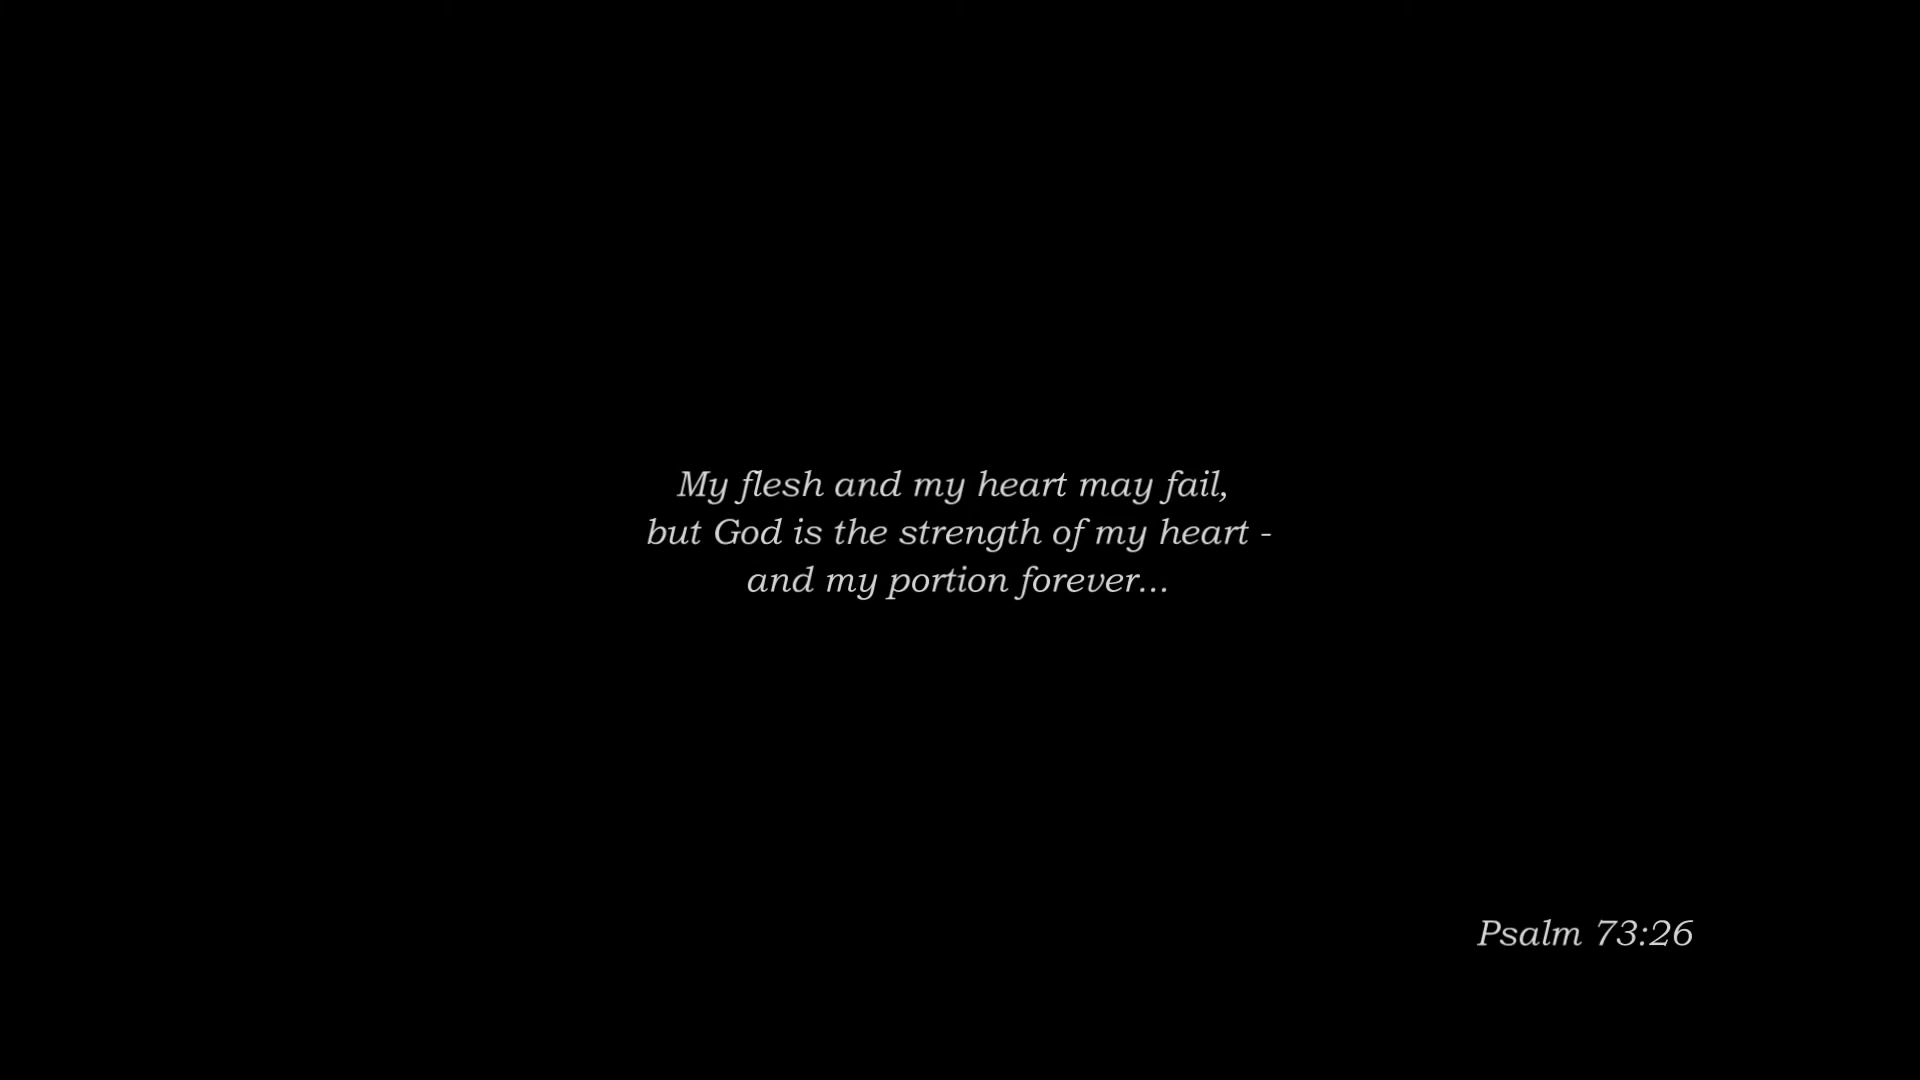 My flesh and my heart may fail,
but God is the strength of my heart -
and my portion forever...
Psalm 73:26